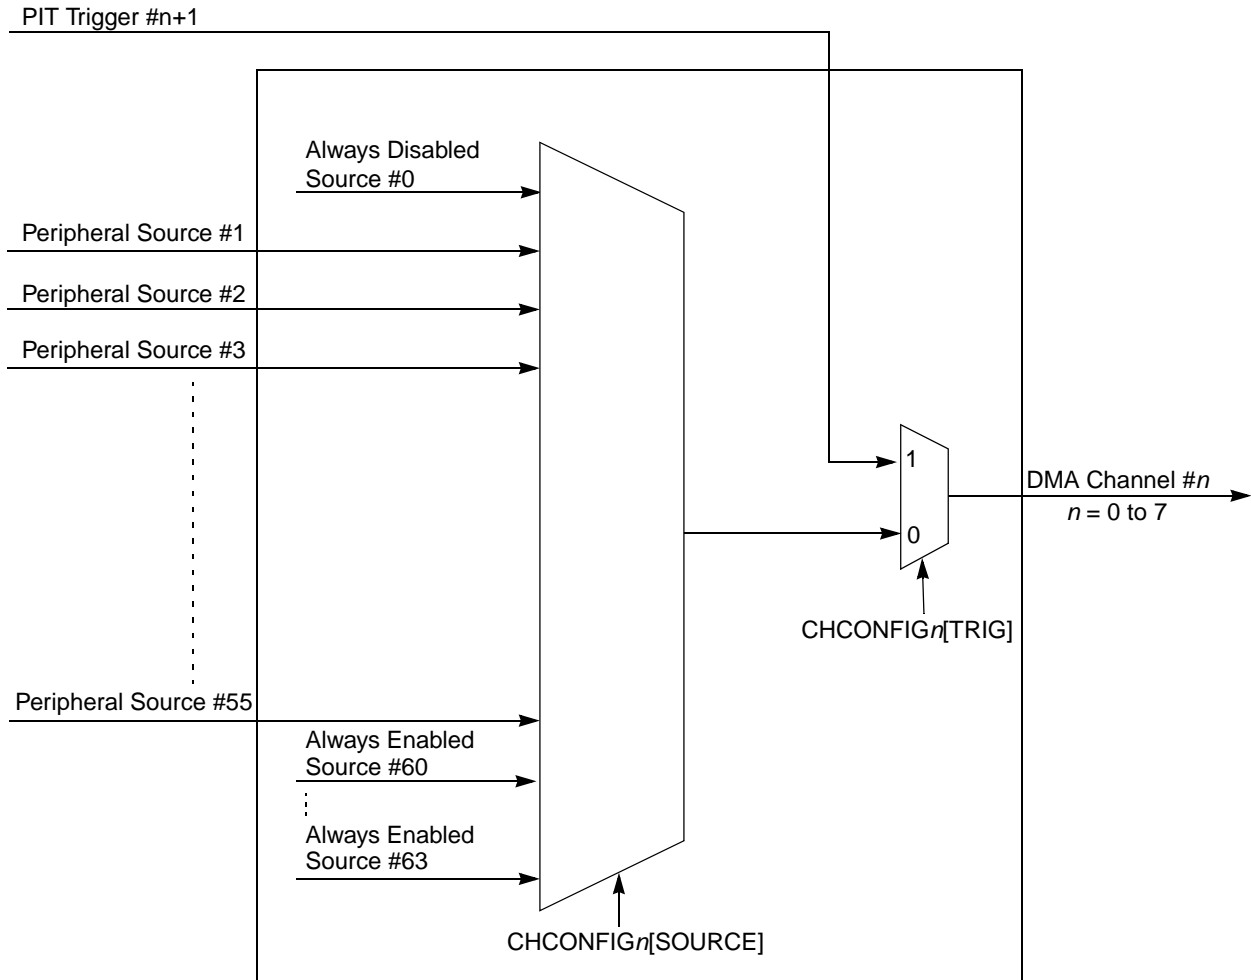 PIT Trigger #n+1
Always Disabled
Source #0
Peripheral Source #1
Peripheral Source #2
Peripheral Source #3
1
DMA Channel #n
n = 0 to 7
0
CHCONFIGn[TRIG]
Peripheral Source #55
Always Enabled
Source #60
Always Enabled
Source #63
CHCONFIGn[SOURCE]